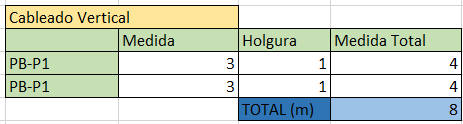 Cableado Vertical
Medida Holgura Medida Total
PB-P1 3 1 4
PB-P1 3 1 4
TOTAL (m) 8